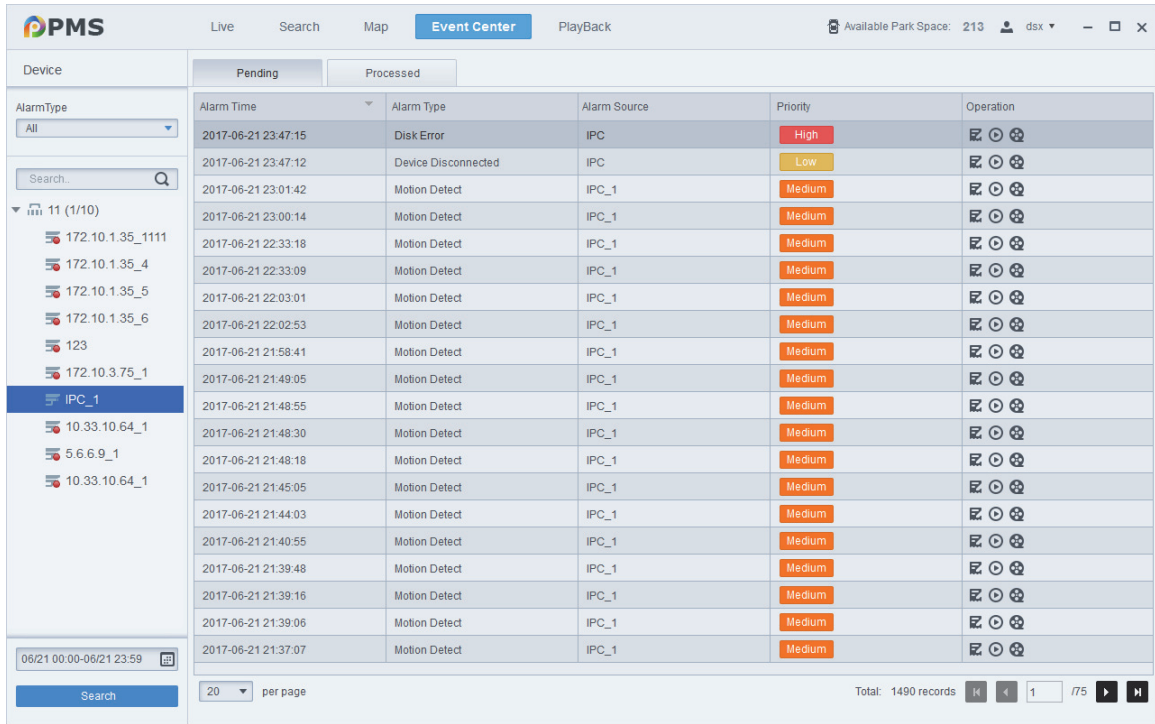 PMS Live Search Map Event Center PlayBack Available Park Space: 213 dsx
Device Pending Processed
AlarmType
All
Search..
11 (1/10)
172.10.1.35_1111
172.10.1.35_4
172.10.1.35_5
172.10.1.35_6
123
172.10.3.75_1
IPC_1
10.33.10.64_1
5.6.6.9_1
10.33.10.64_1
06/21 00:00-06/21 23:59
Search
Alarm Time Alarm Type Alarm Source Priority Operation
2017-06-21 23:47:15 Disk Error IPC High
2017-06-21 23:47:12 Device Disconnected IPC Low
2017-06-21 23:01:42 Motion Detect IPC_1 Medium
2017-06-21 23:00:14 Motion Detect IPC_1 Medium
2017-06-21 22:33:18 Motion Detect IPC_1 Medium
2017-06-21 22:33:09 Motion Detect IPC_1 Medium
2017-06-21 22:03:01 Motion Detect IPC_1 Medium
2017-06-21 22:02:53 Motion Detect IPC_1 Medium
2017-06-21 21:58:41 Motion Detect IPC_1 Medium
2017-06-21 21:49:05 Motion Detect IPC_1 Medium
2017-06-21 21:48:55 Motion Detect IPC_1 Medium
2017-06-21 21:48:30 Motion Detect IPC_1 Medium
2017-06-21 21:48:18 Motion Detect IPC_1 Medium
2017-06-21 21:45:05 Motion Detect IPC_1 Medium
2017-06-21 21:44:03 Motion Detect IPC_1 Medium
2017-06-21 21:40:55 Motion Detect IPC_1 Medium
2017-06-21 21:39:48 Motion Detect IPC_1 Medium
2017-06-21 21:39:16 Motion Detect IPC_1 Medium
2017-06-21 21:39:06 Motion Detect IPC_1 Medium
2017-06-21 21:37:07 Motion Detect IPC_1 Medium
20 per page Total: 1490 records 1 /75